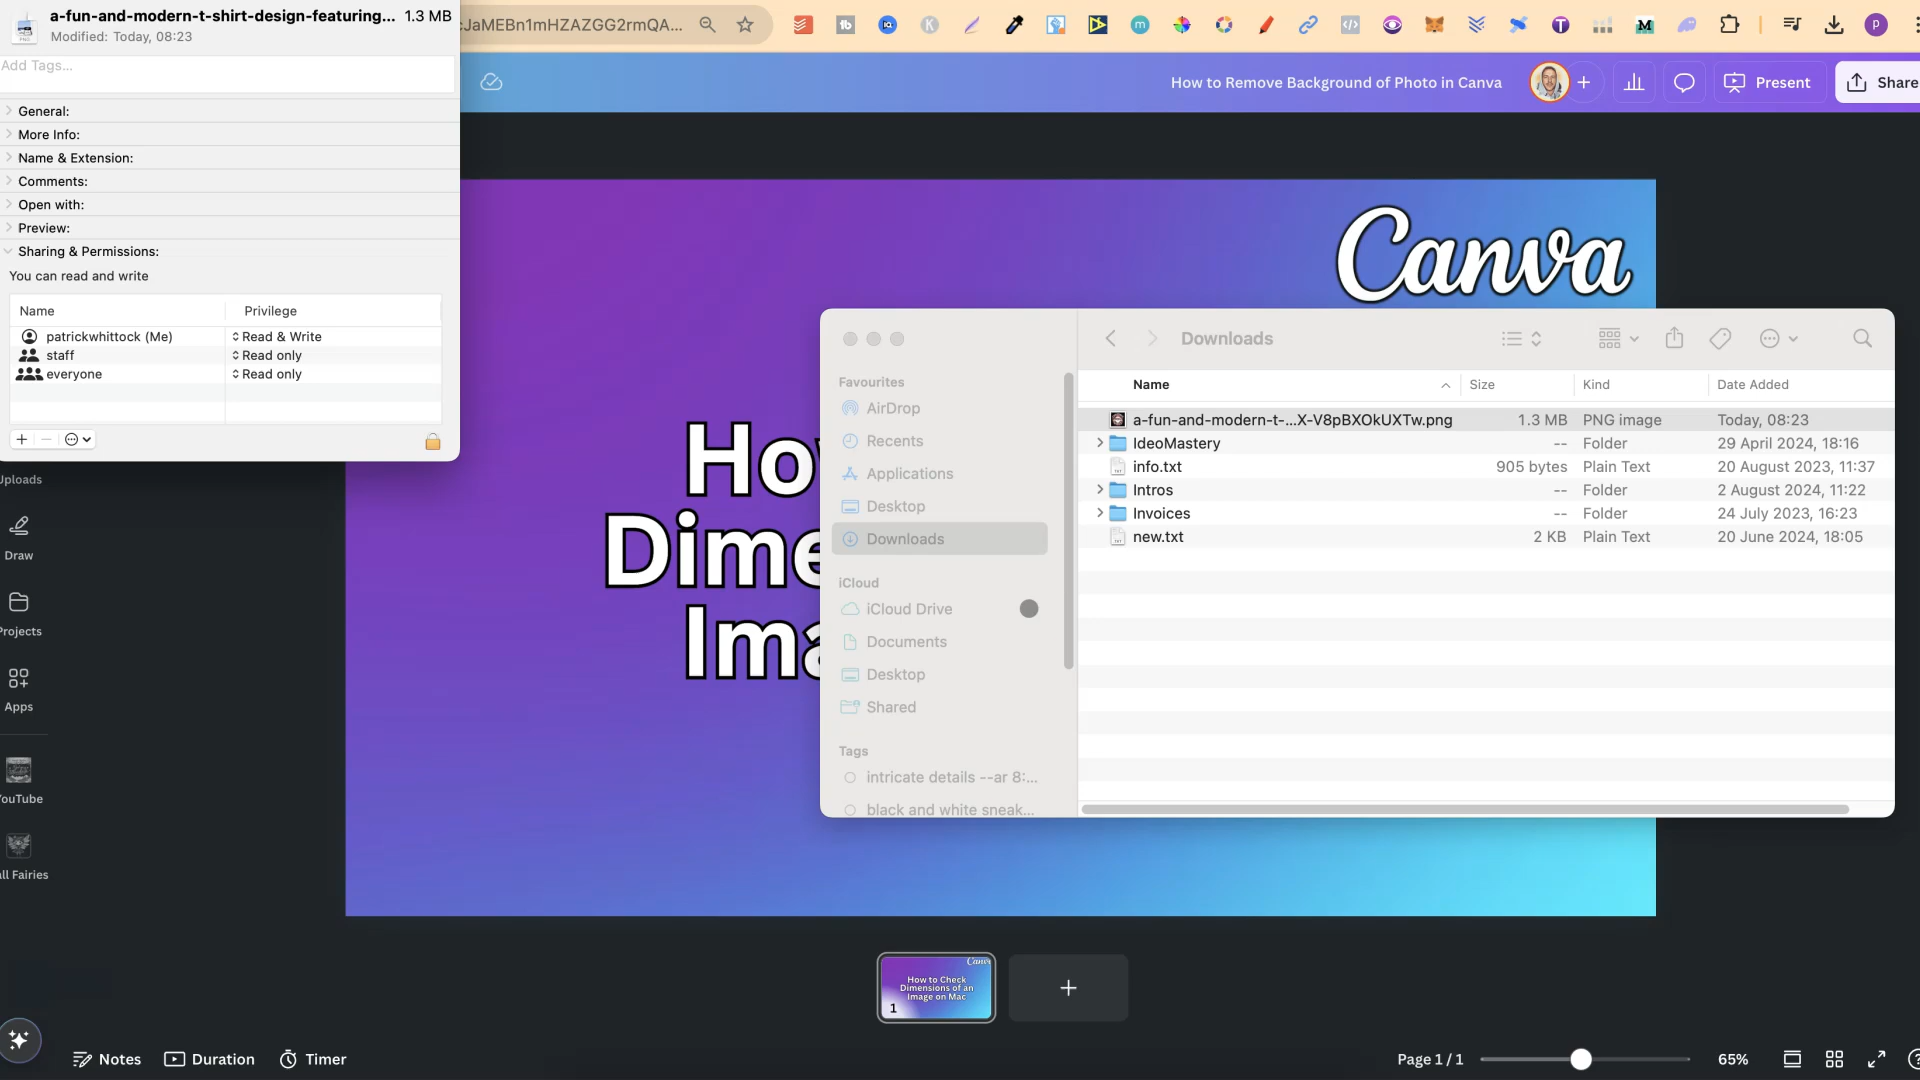 a-fun-and-modern-t-shirt-design-featuring... 1.3 MB
Modified: Today, 08:23
Add Tags...
General:
More Info:
Name & Extension:
Comments:
Open with:
Preview:
Sharing & Permissions:
You can read and write
Name Privilege
patrickwhittock (Me) Read & Write
staff Read only
everyone Read only
:JaMEBn1mHZAZGG2rmQA...
How to Remove Background of Photo in Canva
Present
Share
Canva
How
Dime
Ima
Downloads
Favourites
AirDrop
Recents
Applications
Desktop
Downloads
iCloud
iCloud Drive
Documents
Desktop
Shared
Tags
intricate details --ar 8:...
black and white sneak...
Name Size Kind Date Added
a-fun-and-modern-t-...X-V8pBXOkUXTw.png 1.3 MB PNG image Today, 08:23
IdeoMastery -- Folder 29 April 2024, 18:16
info.txt 905 bytes Plain Text 20 August 2023, 11:37
Intros -- Folder 2 August 2024, 11:22
Invoices -- Folder 24 July 2023, 16:23
new.txt 2 KB Plain Text 20 June 2024, 18:05
Uploads
Draw
Projects
Apps
YouTube
all Fairies
Canva
How to Check
Dimensions of an
Image on Mac
1
Notes
Duration
Timer
Page 1 / 1
65%